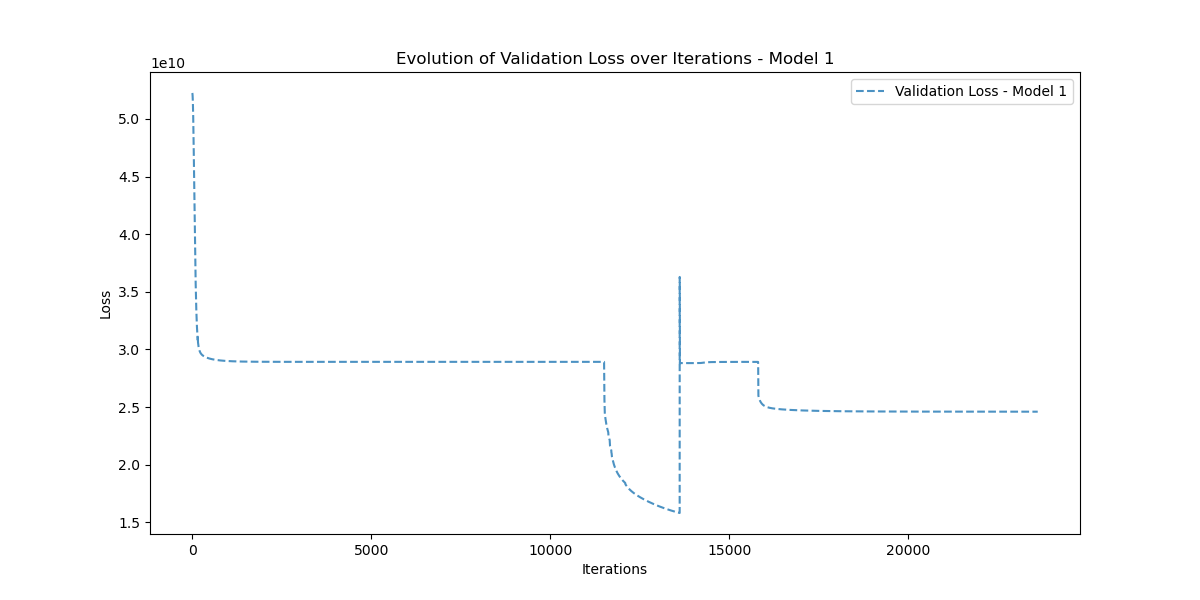 Evolution of Validation Loss over Iterations - Model 1
1e10
Validation Loss - Model 1
5.0
4.5
4.0
3.5
3.0
2.5
2.0
1.5
Loss
0
5000
10000
15000
20000
Iterations